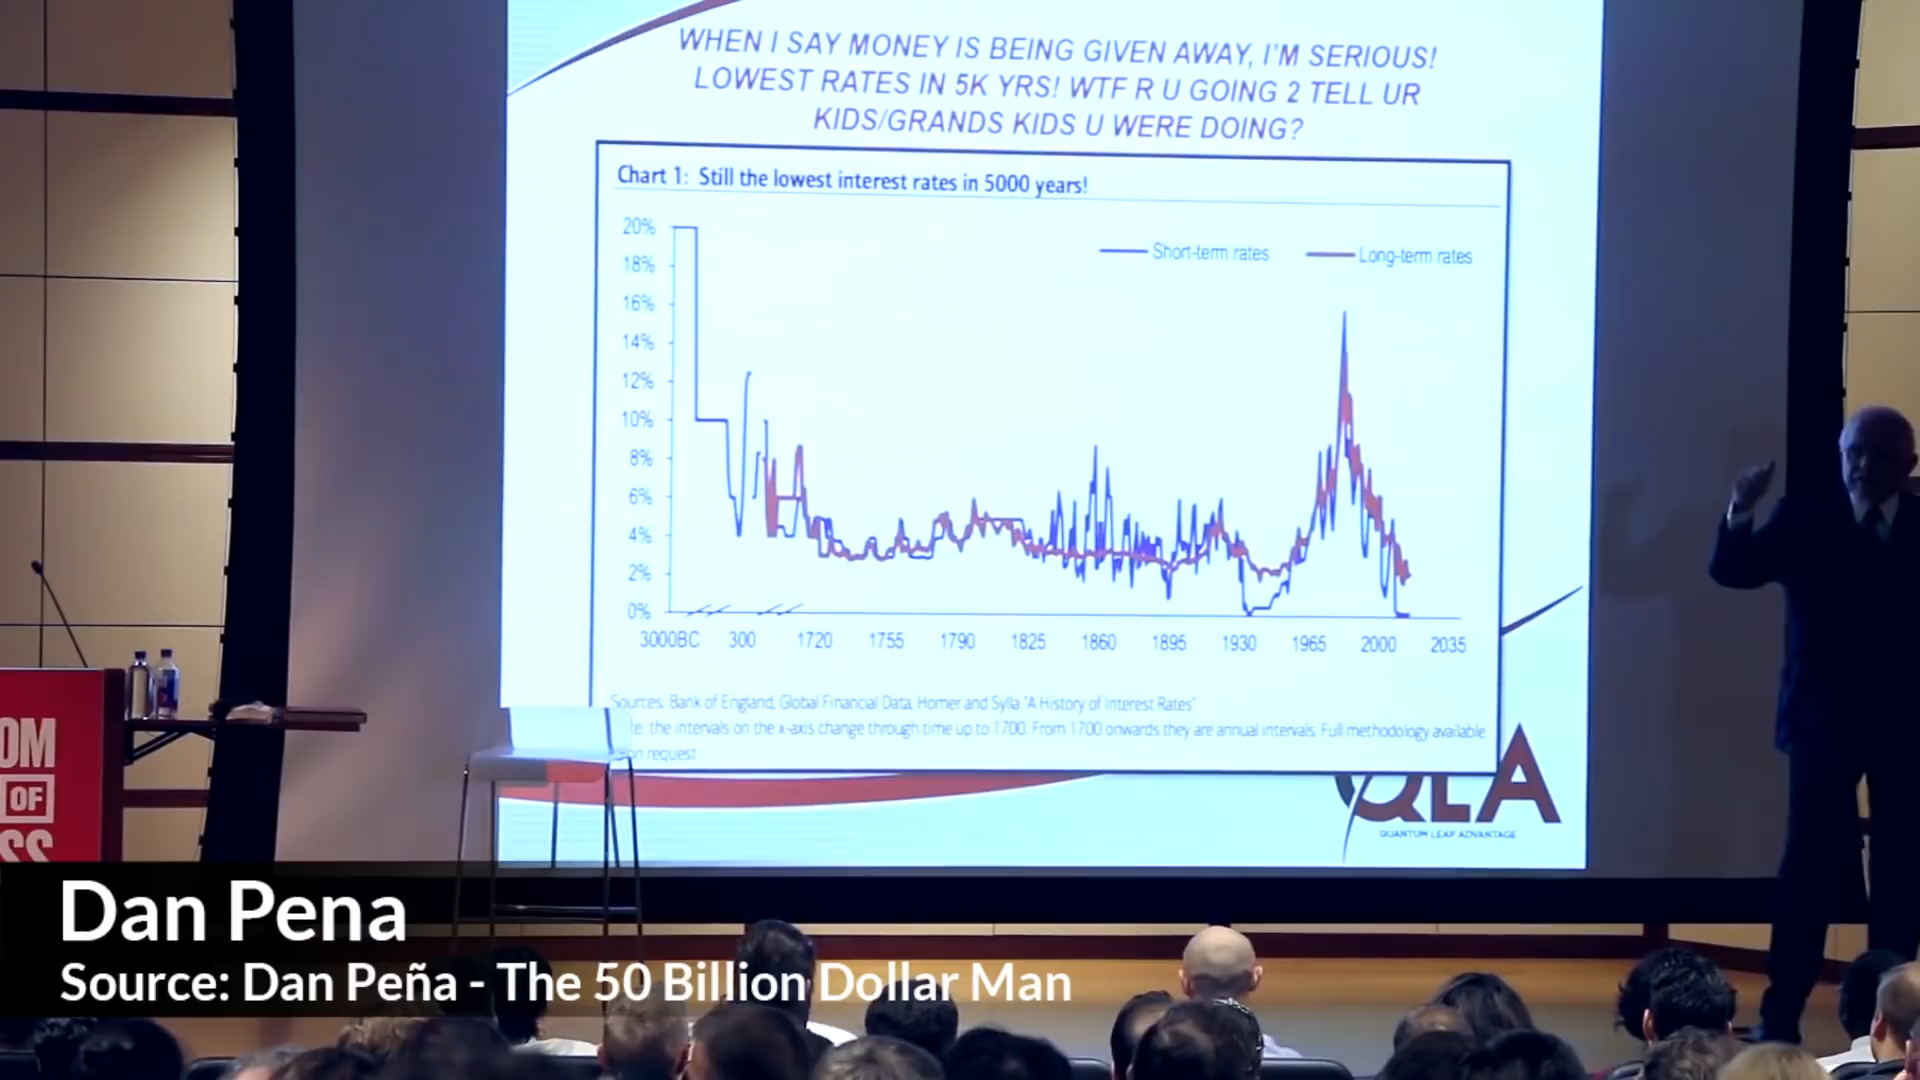 WHEN I SAY MONEY IS BEING GIVEN AWAY, I'M SERIOUS!
LOWEST RATES IN 5K YRS! WTF R U GOING 2 TELL UR
KIDS/GRANDS KIDS U WERE DOING?
Chart 1: Still the lowest interest rates in 5000 years!
20%
18%
16%
14%
12%
10%
8%
6%
4%
2%
0%
Short-term rates
Long-term rates
3000BC 300 1720 1755 1790 1825 1860 1895 1930 1965 2000 2035
Sources: Bank of England, Global Financial Data, Homer and Sylla "A History of Interest Rates"
the intervals on the x-axis change through time up to 1700. From 1700 onwards they are annual intervals. Full methodology available
request
QLA
QUANTUM LEAP ADVANTAGE
OM
OF
SS
Dan Pena
Source: Dan Peña - The 50 Billion Dollar Man